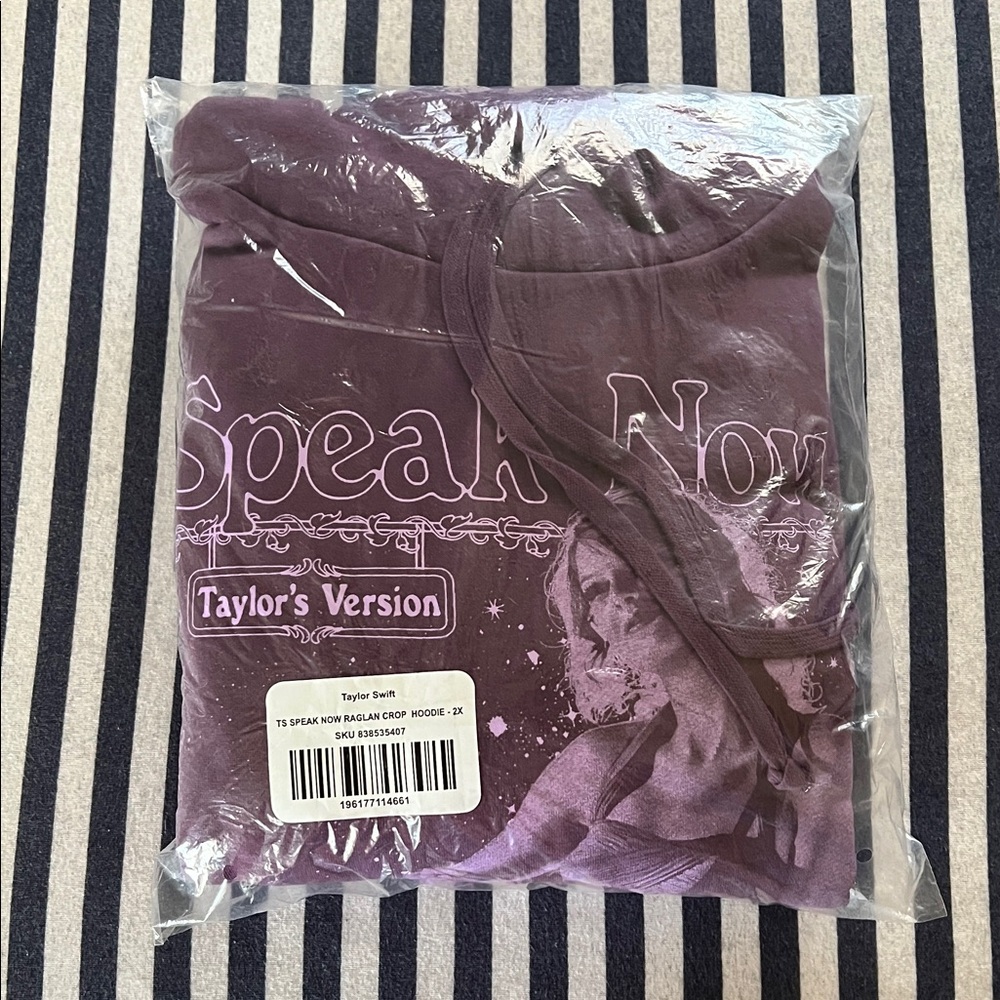 Speak Now
Taylor's Version
Taylor Swift
TS SPEAK NOW RAGLAN CROP HOODIE - 2X
SKU 838535407
196177114661